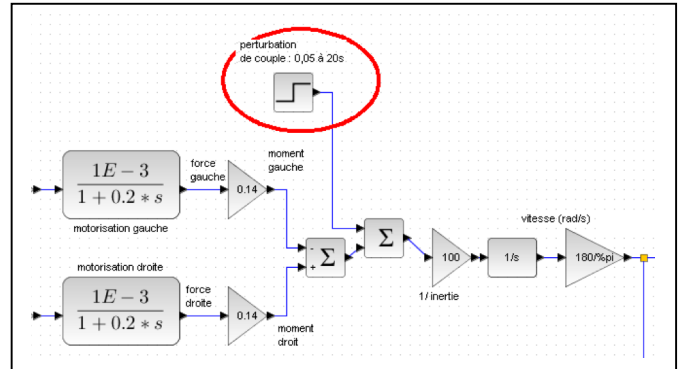 perturbation
de couple : 0,05 à 20s
moment
gauche
force
gauche
1E − 3
1 + 0.2 * s
0.14
motorisation gauche
-
+
Σ
Σ
vitesse (rad/s)
100
1/s
180/%pi
1/ inertie
motorisation droite
force
droite
1E − 3
1 + 0.2 * s
0.14
moment
droit